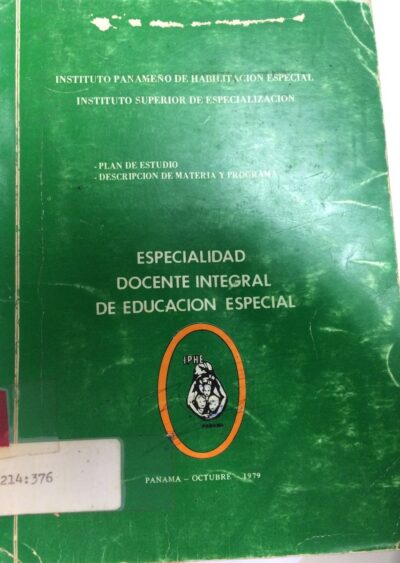 INSTITUTO PANAMEÑO DE HABILITACION ESPECIAL
INSTITUTO SUPERIOR DE ESPECIALIZACION
- PLAN DE ESTUDIO
- DESCRIPCION DE MATERIA Y PROGRAMA
ESPECIALIDAD
DOCENTE INTEGRAL
DE EDUCACION ESPECIAL
IPHE
PANAMA
214:376
PANAMA - OCTUBRE - 1979